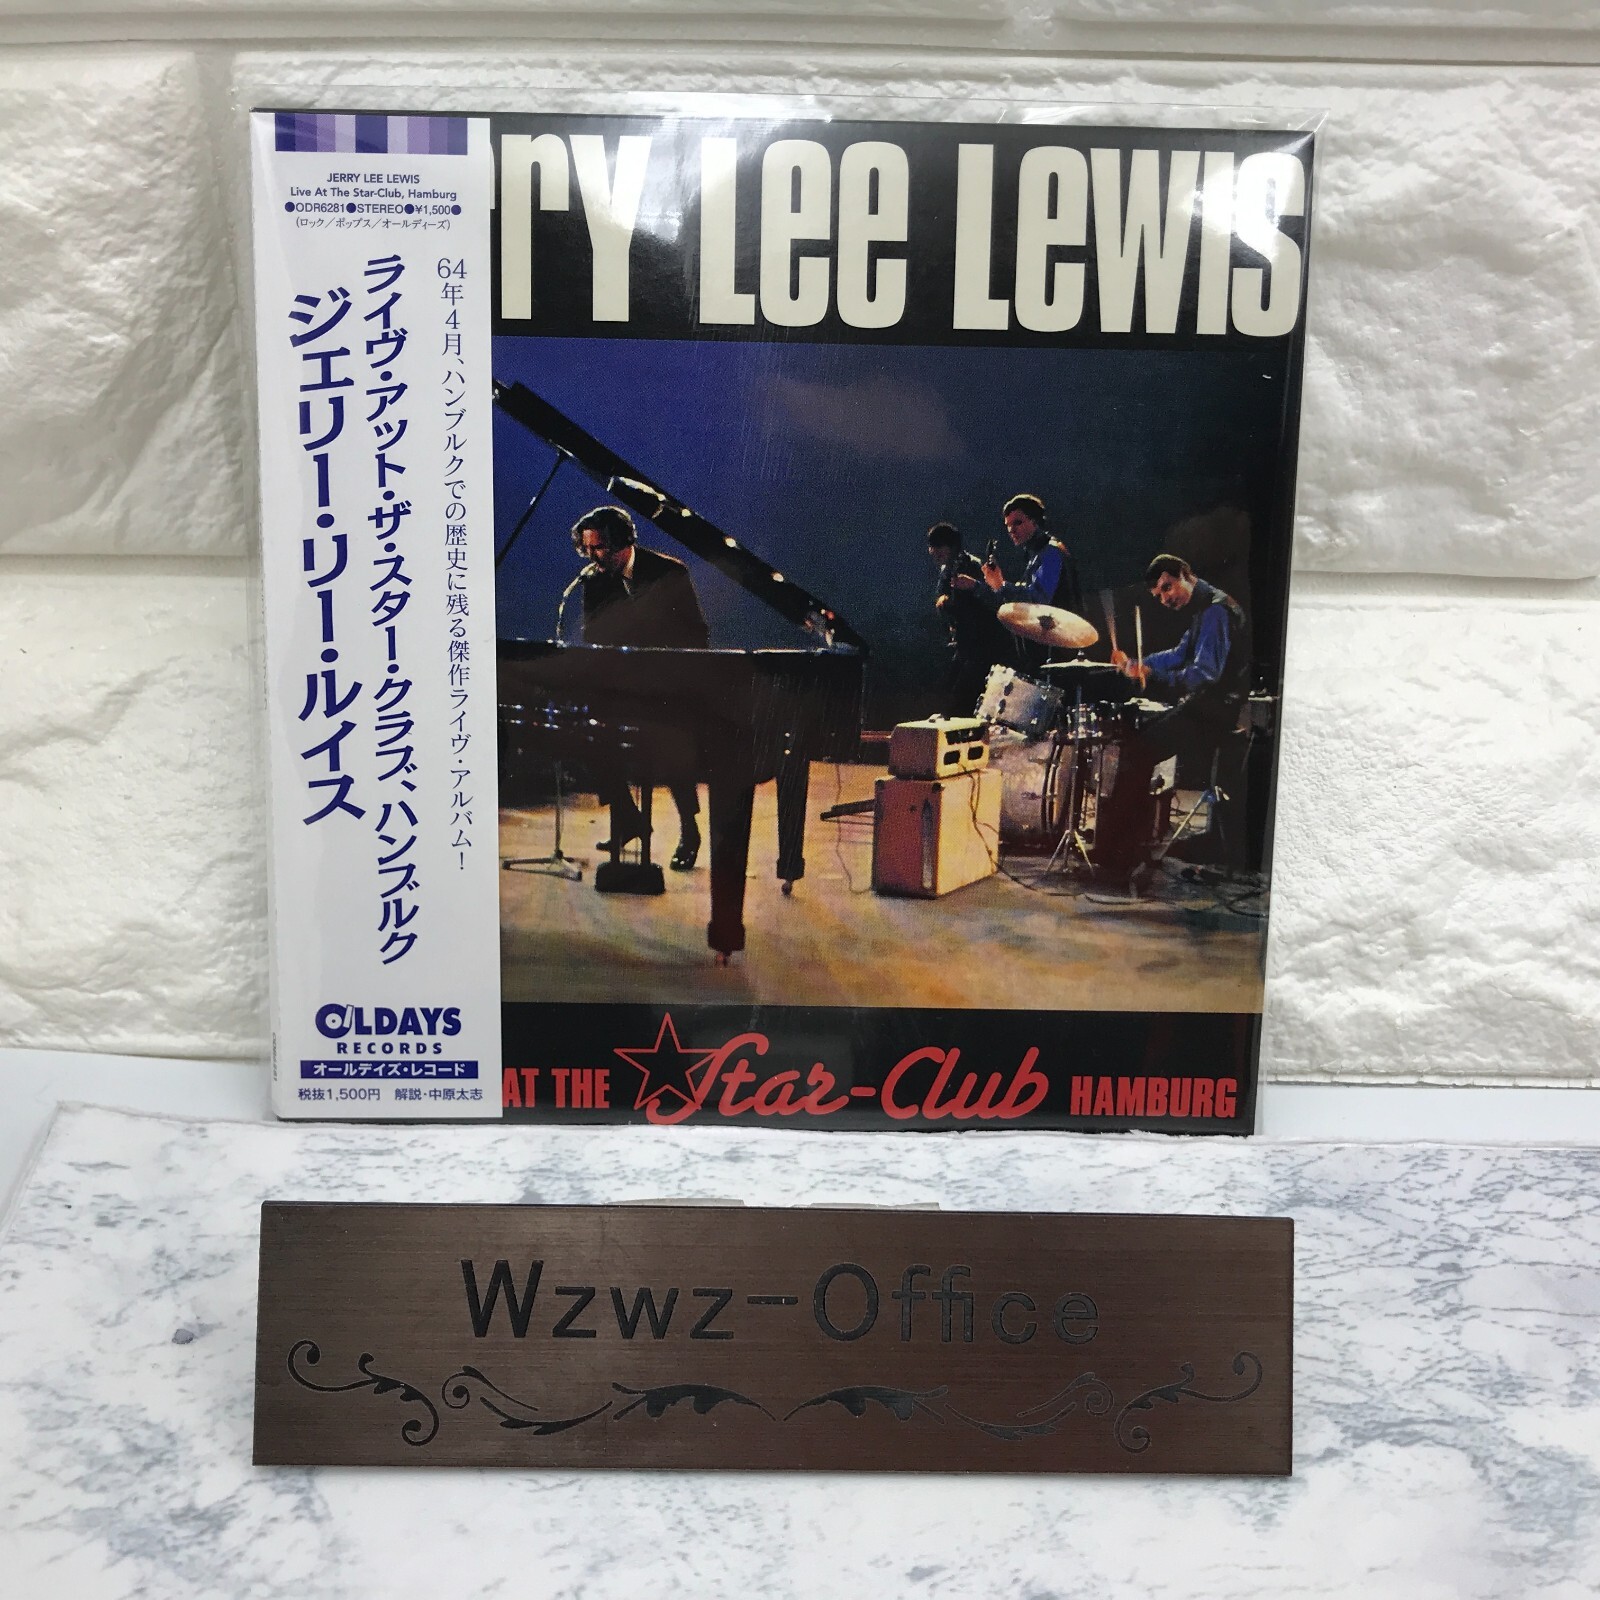 JERRY LEE LEWIS
Live At The Star-Club, Hamburg
●ODR6281●STEREO●¥1,500●
(ロック/ポップス/オールディーズ)
64年4月、ハンブルクでの歴史に残る傑作ライヴ・アルバム!
ライヴ・アット・ザ・スター・クラブ、ハンブルク
ジェリー・リー・ルイス
OLDAYS
RECORDS
オールデイズ・レコード
税抜1,500円 解説・中原太志
rry Lee Lewis
AT THE Star-Club HAMBURG
Wzwz-Office